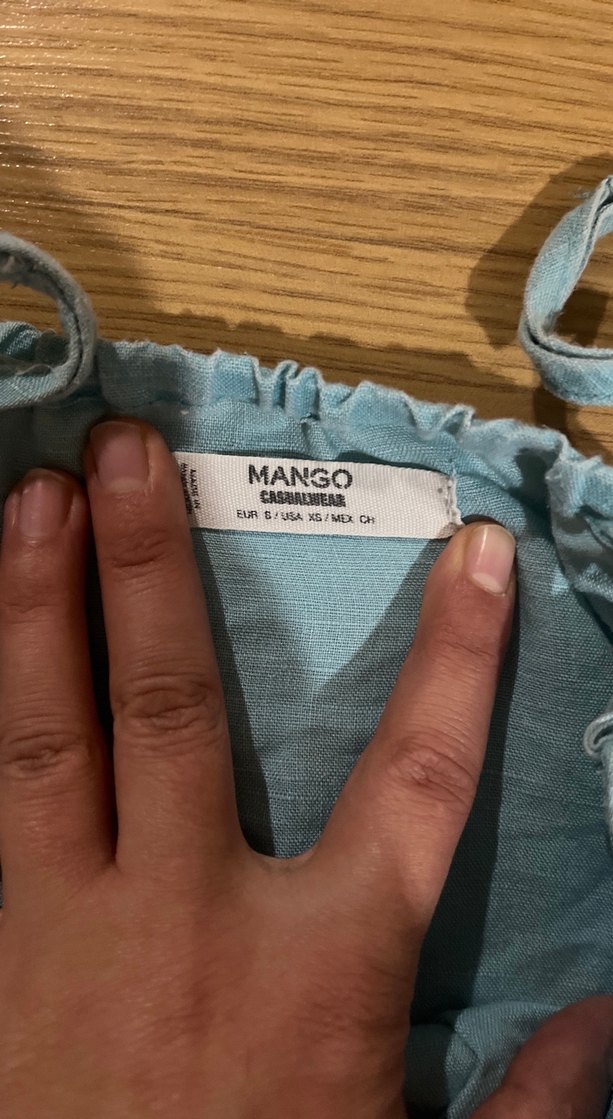 MANGO
CASUALWEAR
EUR S / USA XS / MEX CH
MADE IN